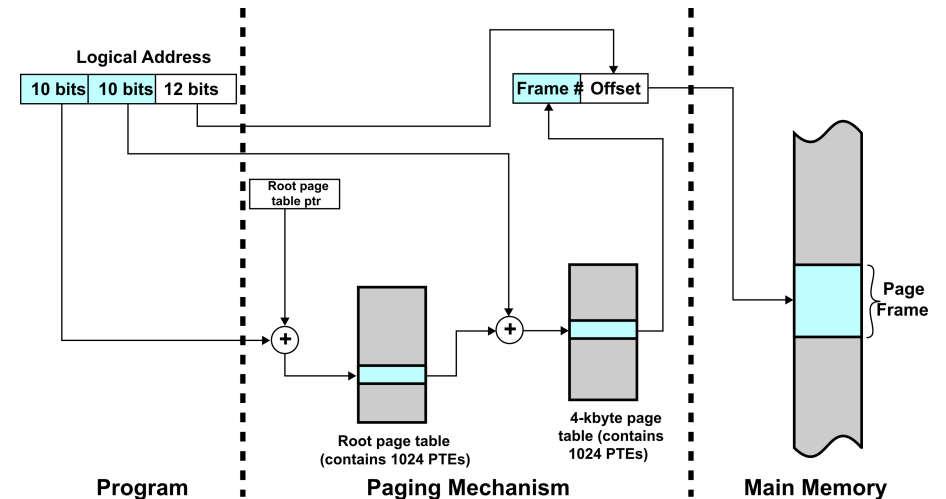 Logical Address
10 bits 10 bits 12 bits
Frame # Offset
Root page
table ptr
+
+
Page
Frame
Root page table
(contains 1024 PTEs)
4-kbyte page
table (contains
1024 PTEs)
Program
Paging Mechanism
Main Memory